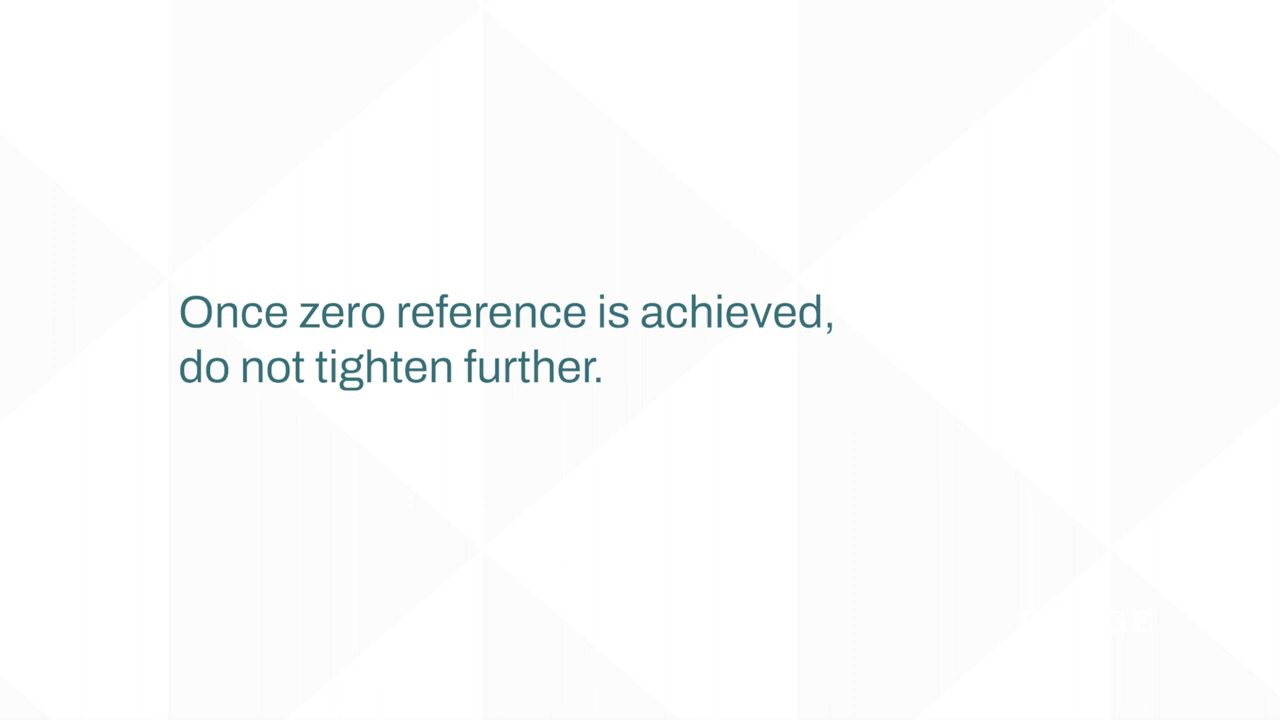 Once zero reference is achieved,
do not tighten further.